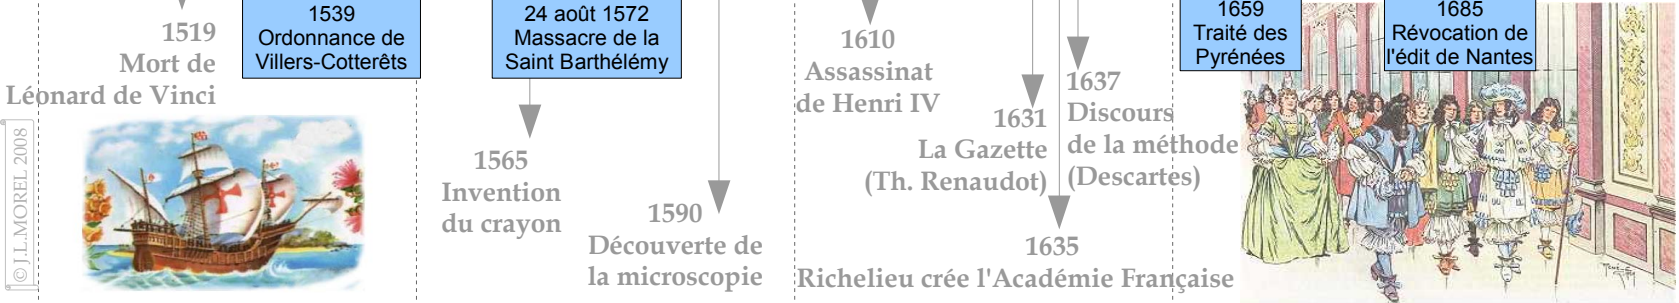 © J.L.MOREL 2008
1519
Mort de
Léonard de Vinci
1539
Ordonnance de
Villers-Cotterêts
24 août 1572
Massacre de la
Saint Barthélémy
1565
Invention
du crayon
1590
Découverte de
la microscopie
1610
Assassinat
de Henri IV
1631
La Gazette
(Th. Renaudot)
1637
Discours
de la méthode
(Descartes)
1635
Richelieu crée l'Académie Française
1659
Traité des
Pyrénées
1685
Révocation de
l'édit de Nantes